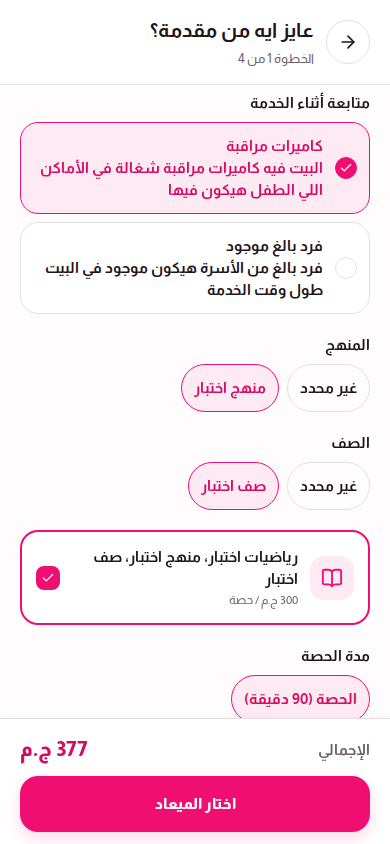 عايز ايه من مقدمة؟
الخطوة 1 من 4
متابعة أثناء الخدمة
كاميرات مراقبة
البيت فيه كاميرات مراقبة شغالة في الأماكن
اللي الطفل هيكون فيها
فرد بالغ موجود
فرد بالغ من الأسرة هيكون موجود في البيت
طول وقت الخدمة
المنهج
غير محدد
منهج اختبار
الصف
غير محدد
صف اختبار
رياضيات اختبار، منهج اختبار، صف
اختبار
300 ج.م / حصة
مدة الحصة
الحصة (90 دقيقة)
الإجمالي
377 ج.م
اختار الميعاد